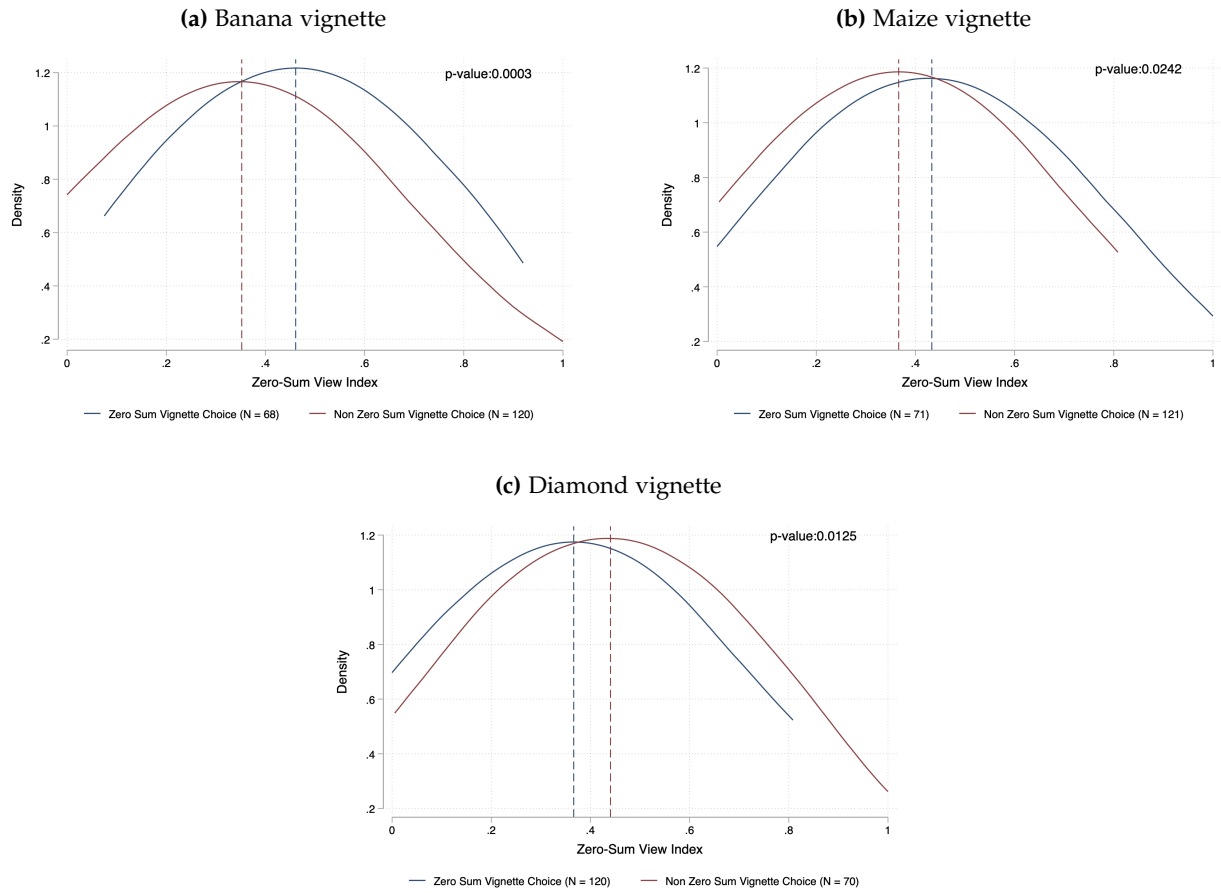 (a) Banana vignette
p-value:0.0003
Density
1.2
1
.8
.6
.4
.2
0 .2 .4 .6 .8 1
Zero-Sum View Index
Zero Sum Vignette Choice (N = 68) Non Zero Sum Vignette Choice (N = 120)
(b) Maize vignette
p-value:0.0242
Density
1.2
1
.8
.6
.4
.2
0 .2 .4 .6 .8 1
Zero-Sum View Index
Zero Sum Vignette Choice (N = 71) Non Zero Sum Vignette Choice (N = 121)
(c) Diamond vignette
p-value:0.0125
Density
1.2
1
.8
.6
.4
.2
0 .2 .4 .6 .8 1
Zero-Sum View Index
Zero Sum Vignette Choice (N = 120) Non Zero Sum Vignette Choice (N = 70)